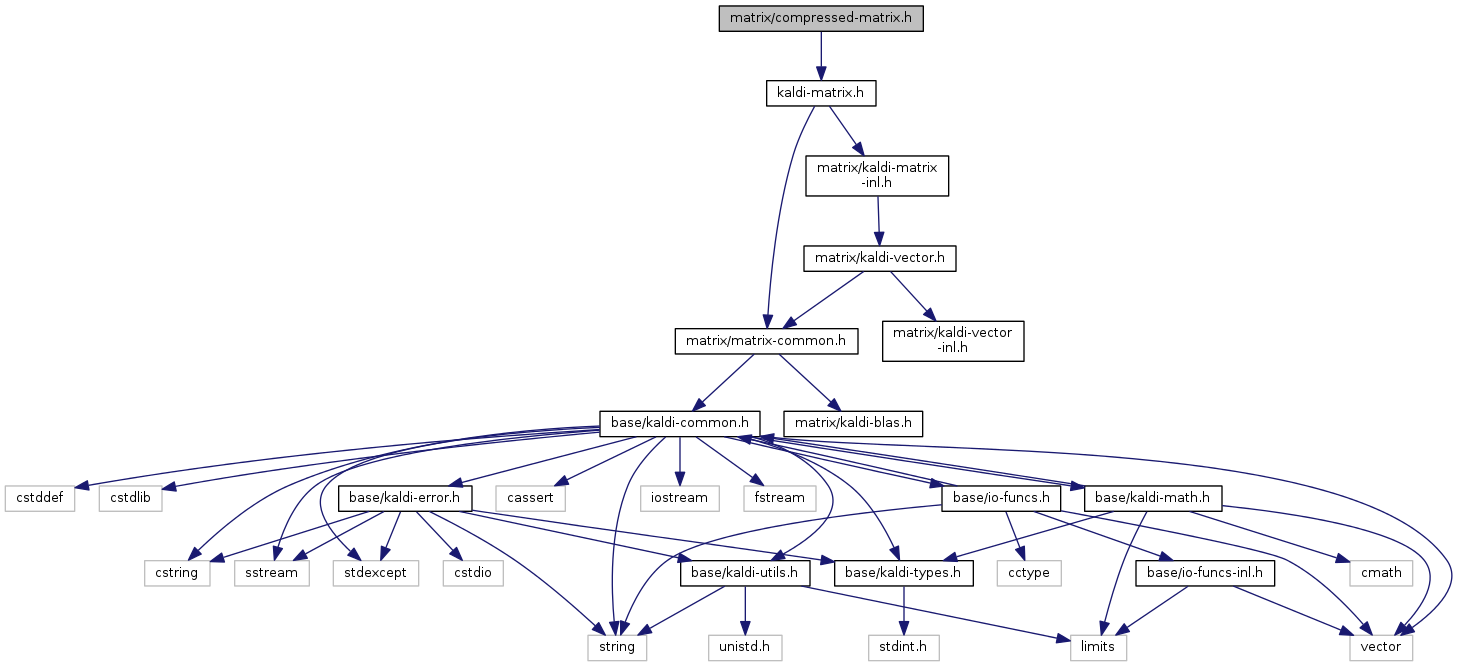 matrix/compressed-matrix.h
kaldi-matrix.h
matrix/kaldi-matrix
-inl.h
matrix/kaldi-vector.h
matrix/matrix-common.h
matrix/kaldi-vector
-inl.h
base/kaldi-common.h
matrix/kaldi-blas.h
cstddef
cstdlib
base/kaldi-error.h
cassert
iostream
fstream
base/io-funcs.h
base/kaldi-math.h
cstring
sstream
stdexcept
cstdio
base/kaldi-utils.h
base/kaldi-types.h
cctype
base/io-funcs-inl.h
cmath
string
unistd.h
stdint.h
limits
vector